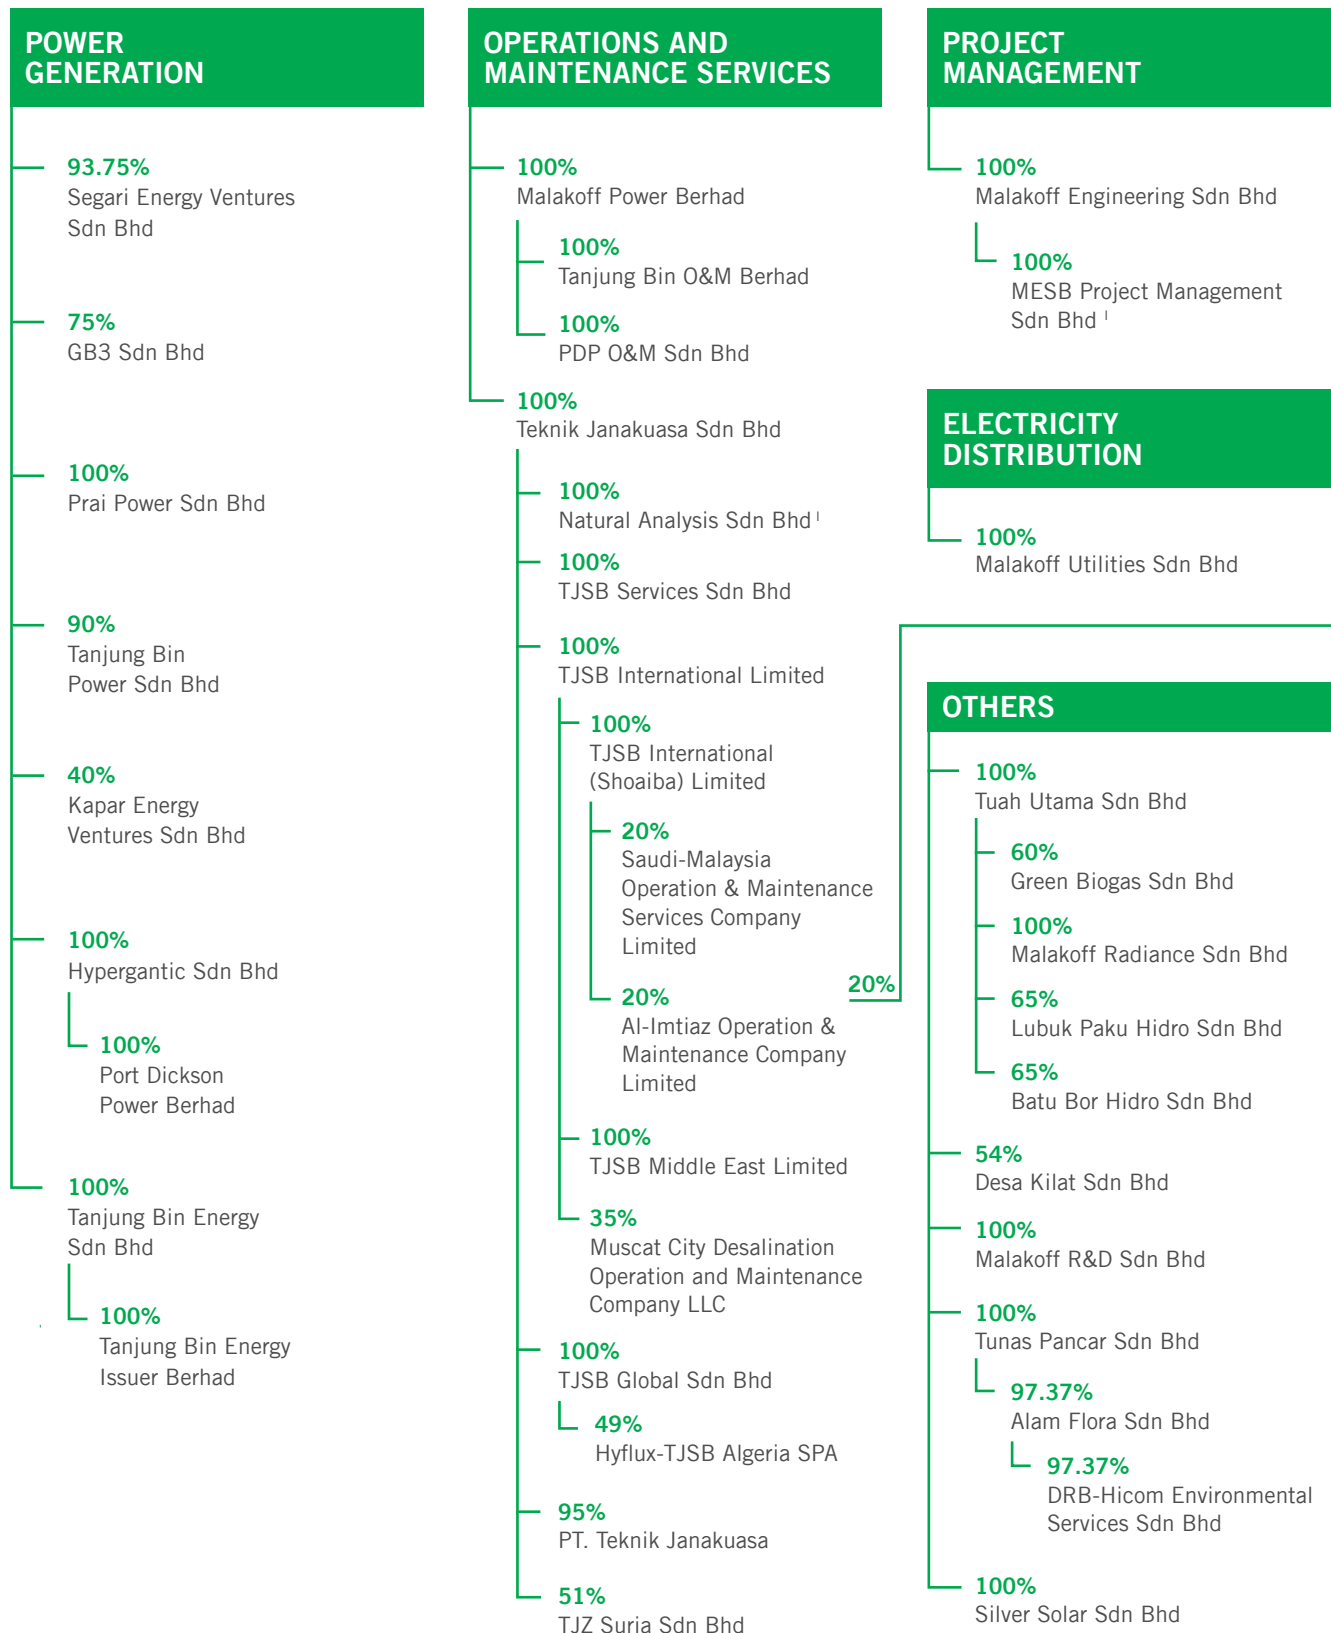 POWER
GENERATION
93.75%
Segari Energy Ventures
Sdn Bhd
75%
GB3 Sdn Bhd
100%
Prai Power Sdn Bhd
90%
Tanjung Bin
Power Sdn Bhd
40%
Kapar Energy
Ventures Sdn Bhd
100%
Hypergantic Sdn Bhd
100%
Port Dickson
Power Berhad
100%
Tanjung Bin Energy
Sdn Bhd
100%
Tanjung Bin Energy
Issuer Berhad
OPERATIONS AND
MAINTENANCE SERVICES
100%
Malakoff Power Berhad
100%
Tanjung Bin O&M Berhad
100%
PDP O&M Sdn Bhd
100%
Teknik Janakuasa Sdn Bhd
100%
Natural Analysis Sdn Bhd I
100%
TJSB Services Sdn Bhd
100%
TJSB International Limited
100%
TJSB International
(Shoaiba) Limited
20%
Saudi-Malaysia
Operation & Maintenance
Services Company
Limited
20%
Al-Imtiaz Operation &
Maintenance Company
Limited
20%
100%
TJSB Middle East Limited
35%
Muscat City Desalination
Operation and Maintenance
Company LLC
100%
TJSB Global Sdn Bhd
49%
Hyflux-TJSB Algeria SPA
95%
PT. Teknik Janakuasa
51%
TJZ Suria Sdn Bhd
PROJECT
MANAGEMENT
100%
Malakoff Engineering Sdn Bhd
100%
MESB Project Management
Sdn Bhd I
ELECTRICITY
DISTRIBUTION
100%
Malakoff Utilities Sdn Bhd
OTHERS
100%
Tuah Utama Sdn Bhd
60%
Green Biogas Sdn Bhd
100%
Malakoff Radiance Sdn Bhd
65%
Lubuk Paku Hidro Sdn Bhd
65%
Batu Bor Hidro Sdn Bhd
54%
Desa Kilat Sdn Bhd
100%
Malakoff R&D Sdn Bhd
100%
Tunas Pancar Sdn Bhd
97.37%
Alam Flora Sdn Bhd
97.37%
DRB-Hicom Environmental
Services Sdn Bhd
100%
Silver Solar Sdn Bhd